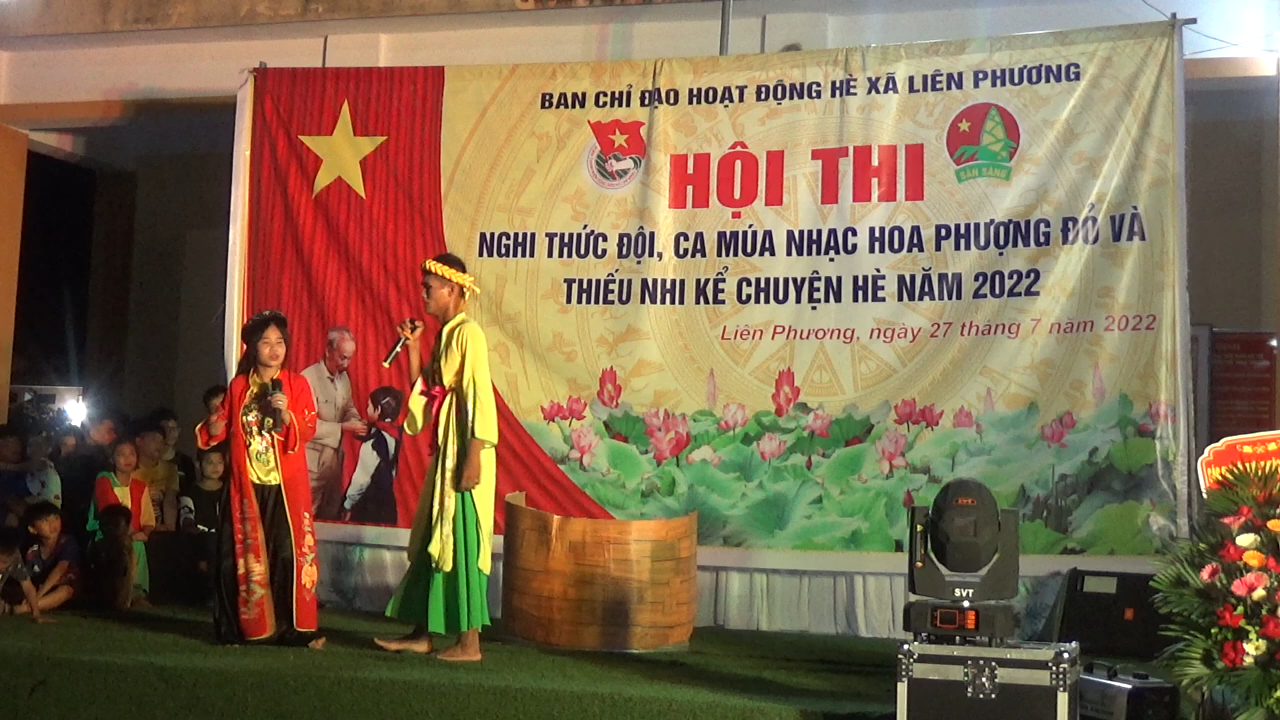 BAN CHỈ ĐẠO HOẠT ĐỘNG HÈ XÃ LIÊN PHƯƠNG
HỘI THI
SẴN SÀNG
NGHI THỨC ĐỘI, CA MÚA NHẠC HOA PHƯỢNG ĐỎ VÀ
THIẾU NHI KỂ CHUYỆN HÈ NĂM 2022
Liên Phương, ngày 27 tháng 7 năm 2022
SVT